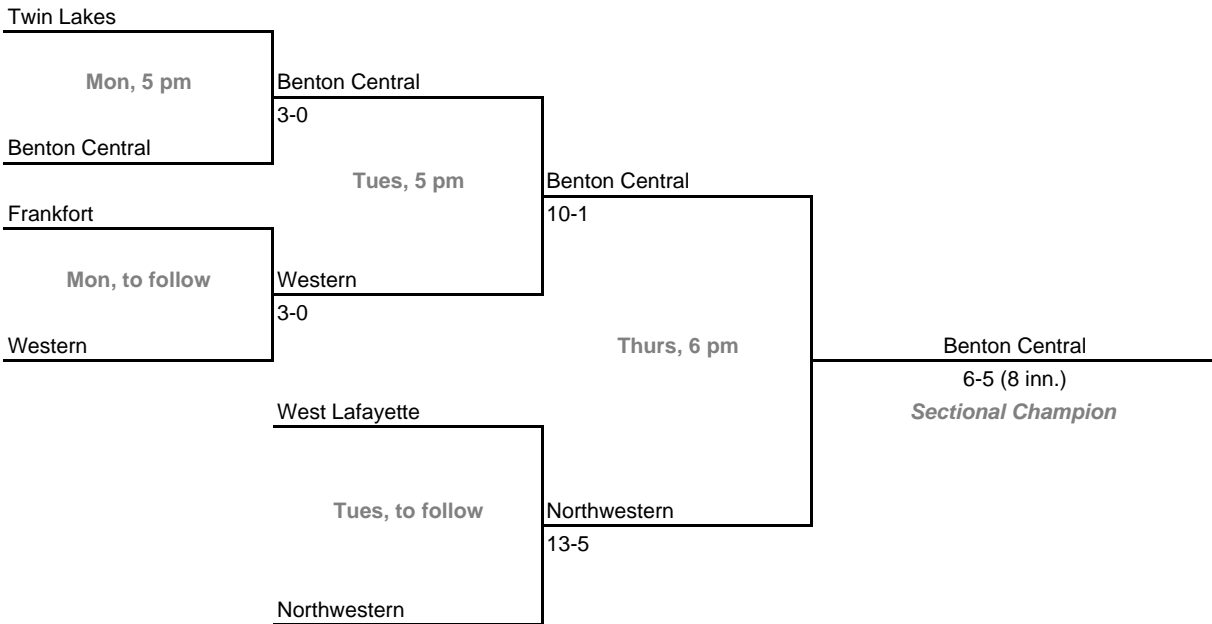 Twin Lakes
Mon, 5 pm
Benton Central
3-0
Benton Central
Tues, 5 pm
Benton Central
10-1
Frankfort
Mon, to follow
Western
3-0
Western
Thurs, 6 pm
Benton Central
6-5 (8 inn.)
Sectional Champion
West Lafayette
Tues, to follow
Northwestern
13-5
Northwestern